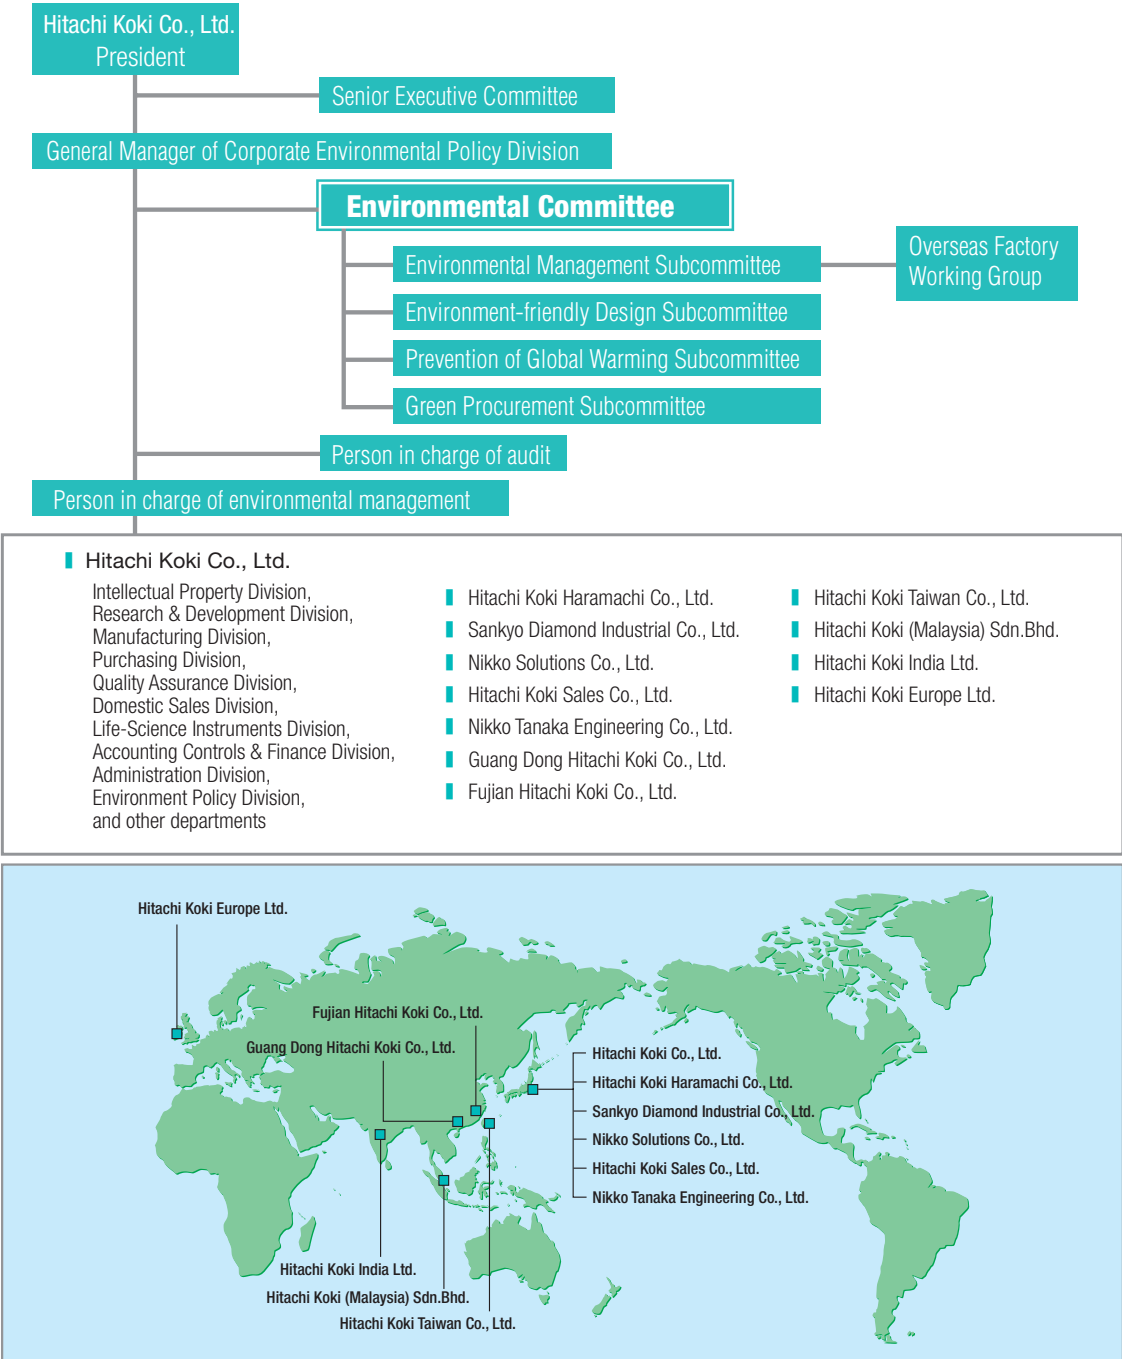 Hitachi Koki Co., Ltd.
President
Senior Executive Committee
General Manager of Corporate Environmental Policy Division
Environmental Committee
Environmental Management Subcommittee
Overseas Factory
Working Group
Environment-friendly Design Subcommittee
Prevention of Global Warming Subcommittee
Green Procurement Subcommittee
Person in charge of audit
Person in charge of environmental management
Hitachi Koki Co., Ltd.
Intellectual Property Division,
Research & Development Division,
Manufacturing Division,
Purchasing Division,
Quality Assurance Division,
Domestic Sales Division,
Life-Science Instruments Division,
Accounting Controls & Finance Division,
Administration Division,
Environment Policy Division,
and other departments
Hitachi Koki Haramachi Co., Ltd.
Sankyo Diamond Industrial Co., Ltd.
Nikko Solutions Co., Ltd.
Hitachi Koki Sales Co., Ltd.
Nikko Tanaka Engineering Co., Ltd.
Guang Dong Hitachi Koki Co., Ltd.
Fujian Hitachi Koki Co., Ltd.
Hitachi Koki Taiwan Co., Ltd.
Hitachi Koki (Malaysia) Sdn.Bhd.
Hitachi Koki India Ltd.
Hitachi Koki Europe Ltd.
Hitachi Koki Europe Ltd.
Fujian Hitachi Koki Co., Ltd.
Guang Dong Hitachi Koki Co., Ltd.
Hitachi Koki Co., Ltd.
Hitachi Koki Haramachi Co., Ltd.
Sankyo Diamond Industrial Co., Ltd.
Nikko Solutions Co., Ltd.
Hitachi Koki Sales Co., Ltd.
Nikko Tanaka Engineering Co., Ltd.
Hitachi Koki India Ltd.
Hitachi Koki (Malaysia) Sdn.Bhd.
Hitachi Koki Taiwan Co., Ltd.